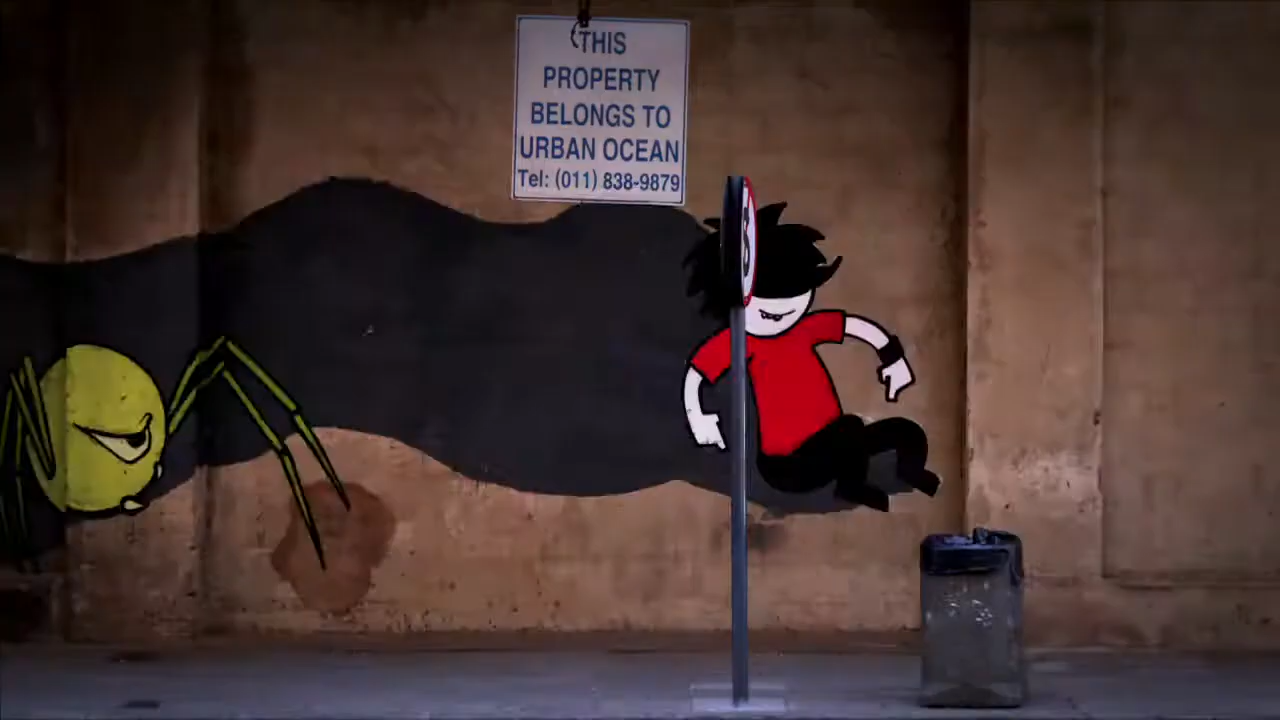 THIS
PROPERTY
BELONGS TO
URBAN OCEAN
Tel: (011) 838-9879